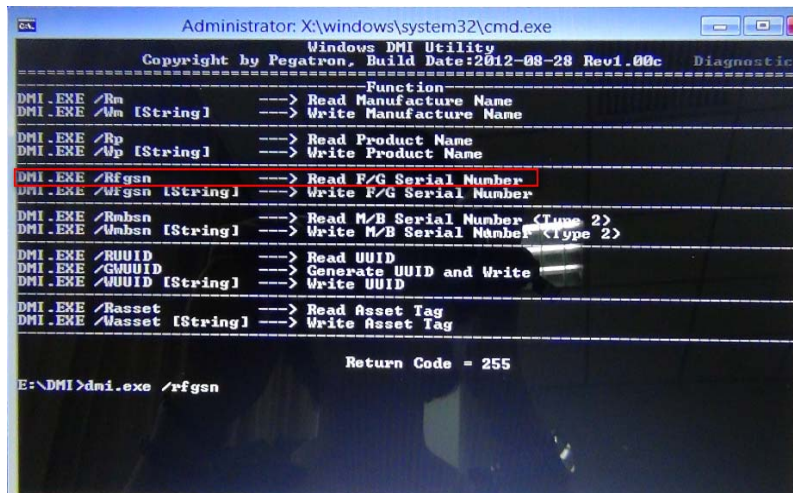 Administrator: X:\windows\system32\cmd.exe
Windows DMI Utility
Copyright by Pegatron, Build Date:2012-08-28 Rev1.00c Diagnostic
Function
DMI.EXE /Rm ---> Read Manufacture Name
DMI.EXE /Wm [String] ---> Write Manufacture Name
DMI.EXE /Rp ---> Read Product Name
DMI.EXE /Wp [String] ---> Write Product Name
DMI.EXE /Rfgsn ---> Read F/G Serial Number
DMI.EXE /Wfgsn [String] ---> Write F/G Serial Number
DMI.EXE /Rmbsn ---> Read M/B Serial Number <Type 2>
DMI.EXE /Wmbsn [String] ---> Write M/B Serial Number <Type 2>
DMI.EXE /RUUID ---> Read UUID
DMI.EXE /GWUUID ---> Generate UUID and Write
DMI.EXE /WUUID [String] ---> Write UUID
DMI.EXE /Rasset ---> Read Asset Tag
DMI.EXE /Wasset [String] ---> Write Asset Tag
Return Code = 255
E:\DMI>dmi.exe /rfgsn